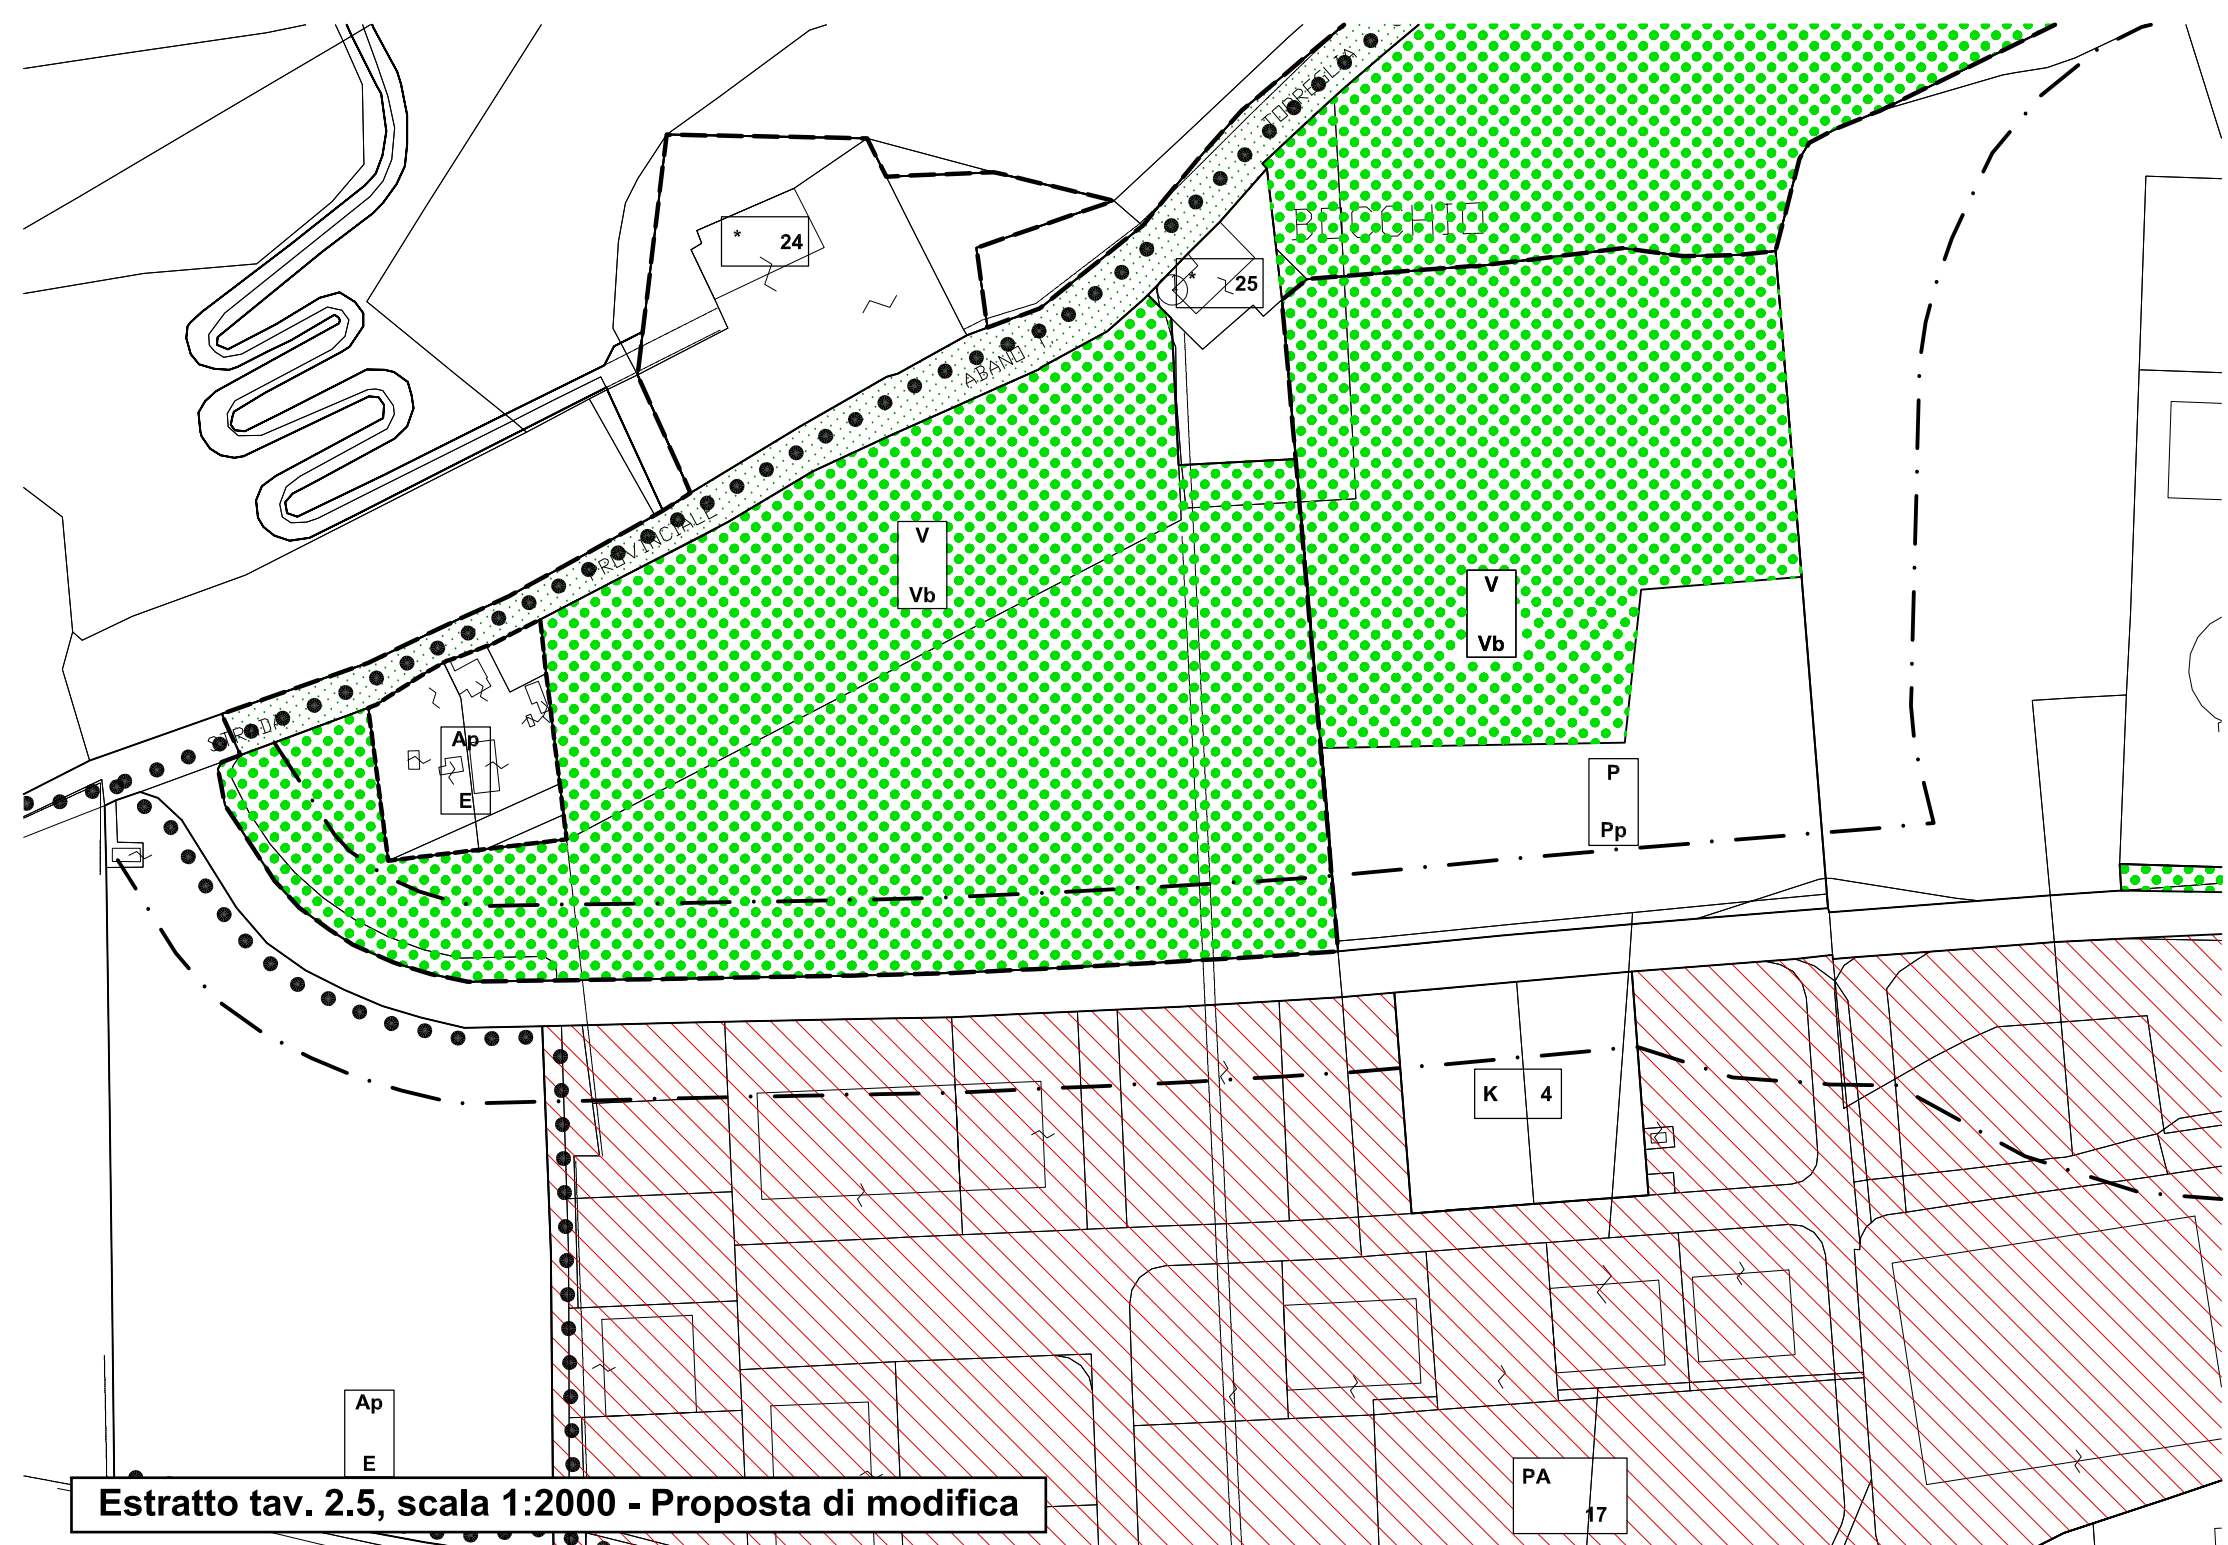 TORREGLIA
BECCHIO
* 24
* 25
ABANO T.
PROVINCIALE
V
Vb
V
Vb
STRADA
Ap
E
P
Pp
K 4
Ap
E
PA
17
Estratto tav. 2.5, scala 1:2000 - Proposta di modifica